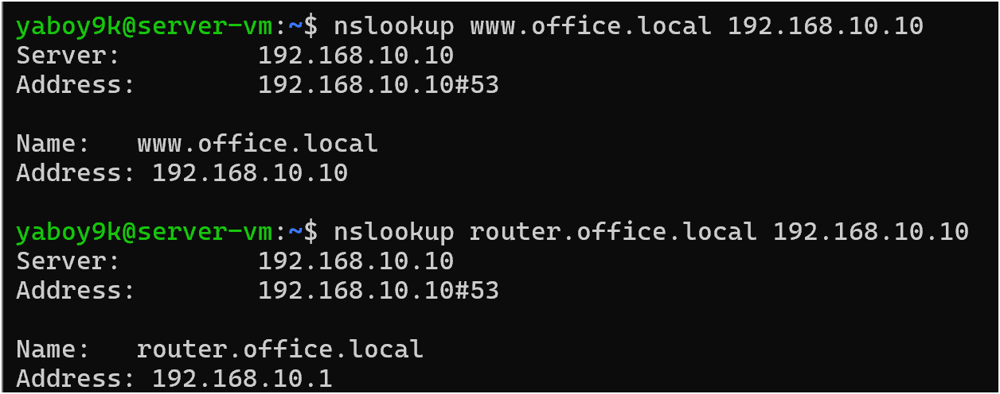 yaboy9k@server-vm:~$ nslookup www.office.local 192.168.10.10
Server:         192.168.10.10
Address:        192.168.10.10#53
Name:   www.office.local
Address: 192.168.10.10
yaboy9k@server-vm:~$ nslookup router.office.local 192.168.10.10
Server:         192.168.10.10
Address:        192.168.10.10#53
Name:   router.office.local
Address: 192.168.10.1